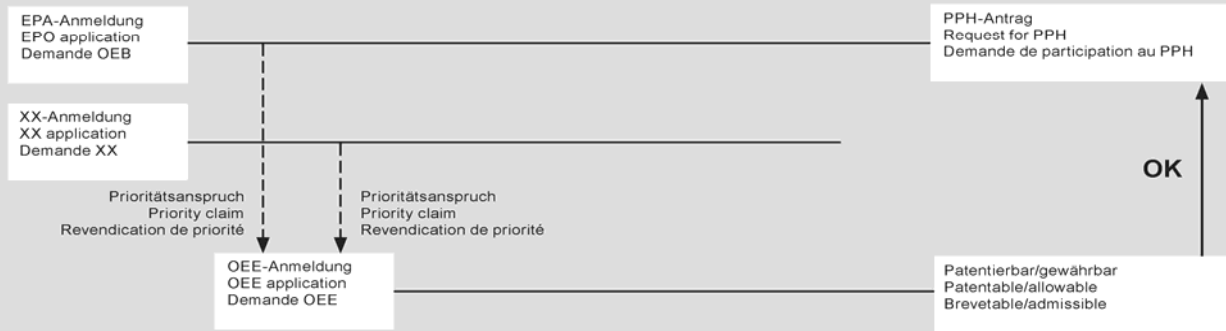 EPA-Anmeldung
EPO application
Demande OEB
PPH-Antrag
Request for PPH
Demande de participation au PPH
XX-Anmeldung
XX application
Demande XX
OK
Prioritätsanspruch
Priority claim
Revendication de priorité
Prioritätsanspruch
Priority claim
Revendication de priorité
OEE-Anmeldung
OEE application
Demande OEE
Patentierbar/gewährbar
Patentable/allowable
Brevetable/admissible